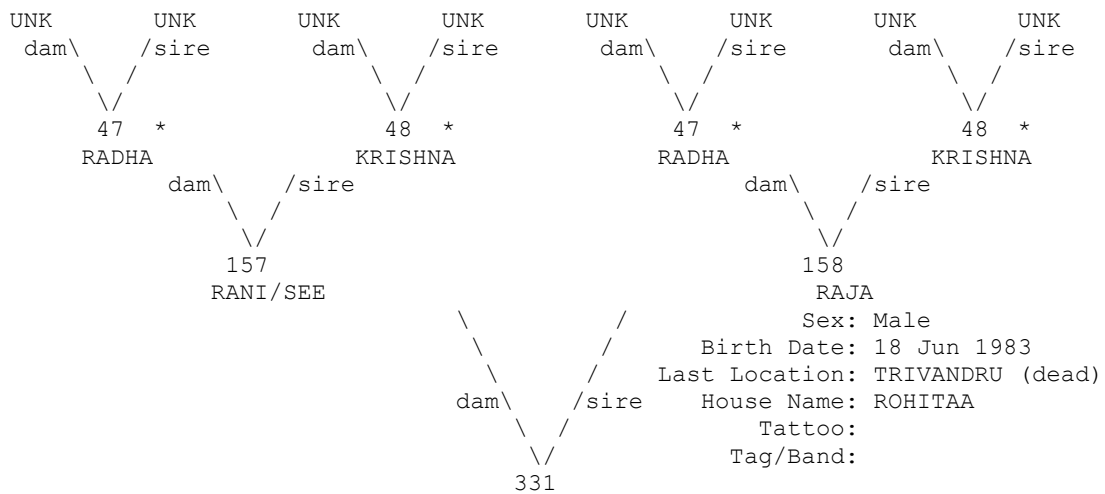 UNK UNK UNK UNK UNK UNK UNK UNK
dam\ /sire dam\ /sire dam\ /sire dam\ /sire
\ / \ / \ / \ /
\/ \/ \/ \/
47 * 48 * 47 * 48 *
RADHA KRISHNA RADHA KRISHNA
dam\ /sire dam\ /sire
\ / \ /
\/ \/
157 158
RANI/SEE RAJA
\ / Sex: Male
\ / Birth Date: 18 Jun 1983
\ / Last Location: TRIVANDRU (dead)
dam\ /sire House Name: ROHITAA
\ / Tattoo:
\/ Tag/Band:
331